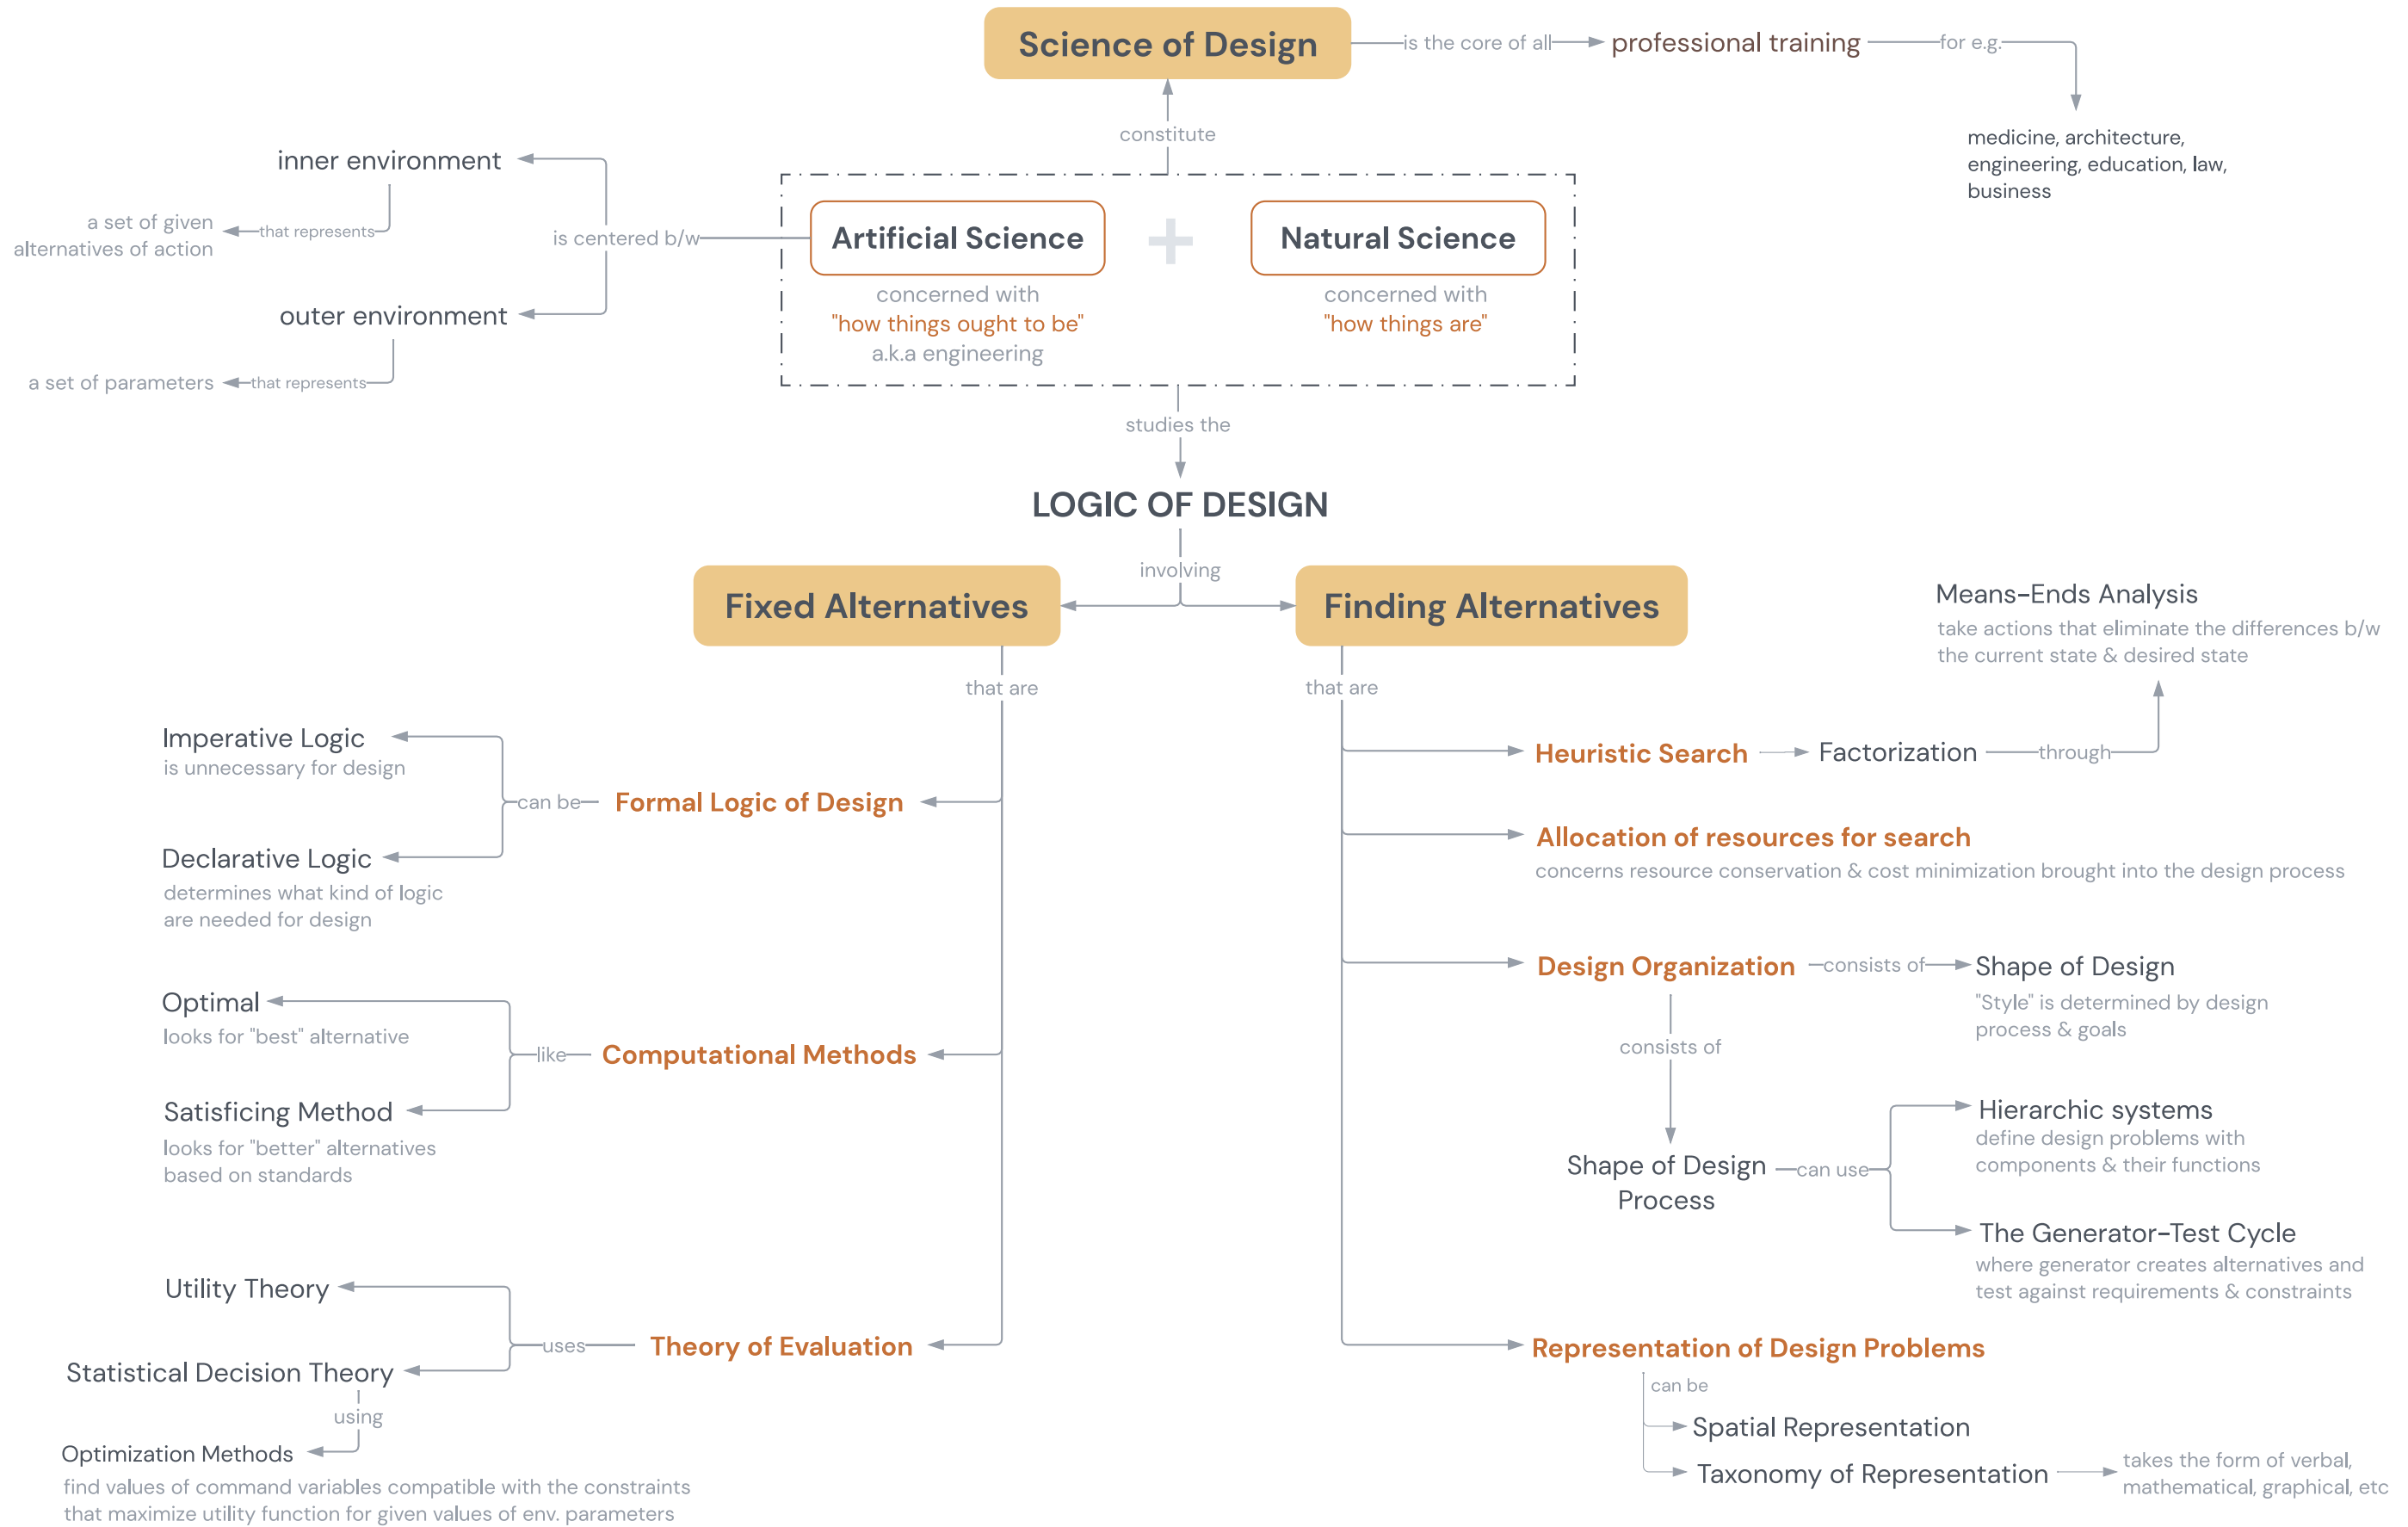 Science of Design
is the core of all
professional training
for e.g.
medicine, architecture,
engineering, education, law,
business
constitute
inner environment
that represents
a set of given
alternatives of action
is centered b/w
outer environment
that represents
a set of parameters
Artificial Science
concerned with
"how things ought to be"
a.k.a engineering
+
Natural Science
concerned with
"how things are"
studies the
LOGIC OF DESIGN
involving
Fixed Alternatives
that are
Formal Logic of Design
can be
Imperative Logic
is unnecessary for design
Declarative Logic
determines what kind of logic
are needed for design
Computational Methods
like
Optimal
looks for "best" alternative
Satisficing Method
looks for "better" alternatives
based on standards
Theory of Evaluation
uses
Utility Theory
Statistical Decision Theory
using
Optimization Methods
find values of command variables compatible with the constraints
that maximize utility function for given values of env. parameters
Finding Alternatives
that are
Heuristic Search
Factorization
through
Means-Ends Analysis
take actions that eliminate the differences b/w
the current state & desired state
Allocation of resources for search
concerns resource conservation & cost minimization brought into the design process
Design Organization
consists of
Shape of Design
"Style" is determined by design
process & goals
consists of
Shape of Design
Process
can use
Hierarchic systems
define design problems with
components & their functions
The Generator-Test Cycle
where generator creates alternatives and
test against requirements & constraints
Representation of Design Problems
can be
Spatial Representation
Taxonomy of Representation
takes the form of verbal,
mathematical, graphical, etc